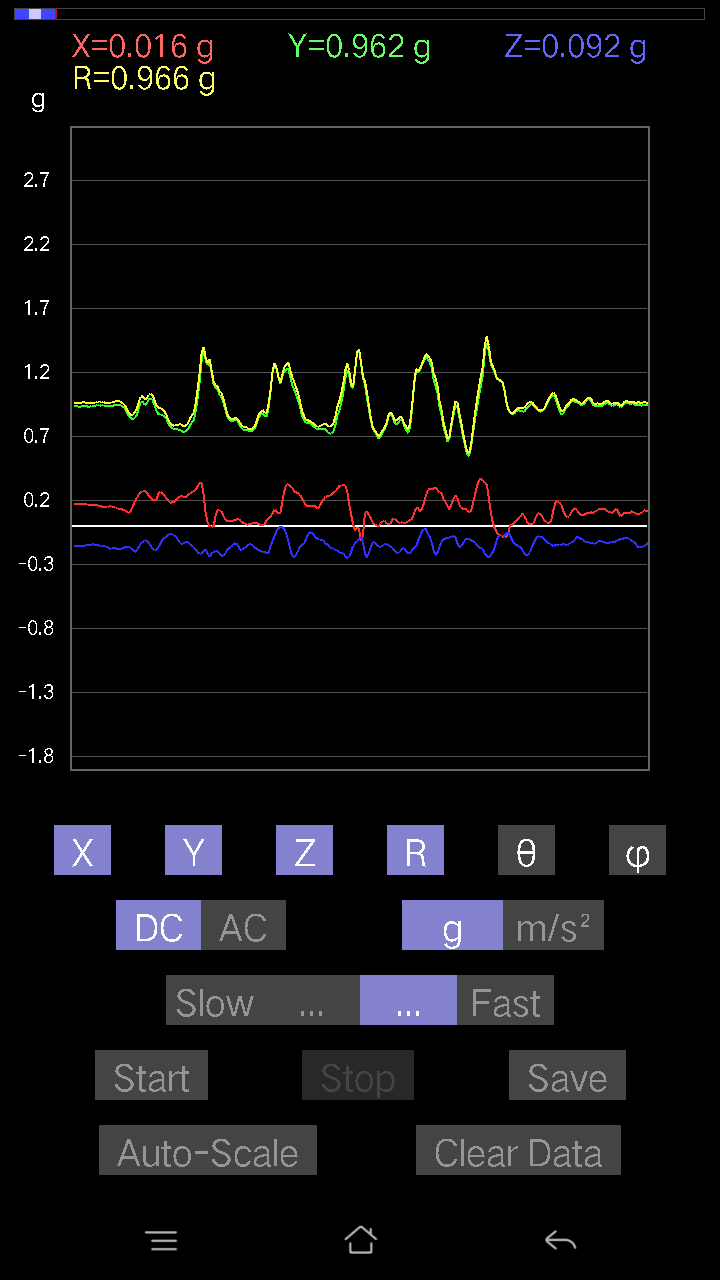 X=0.016 g Y=0.962 g Z=0.092 g
R=0.966 g
g
2.7
2.2
1.7
1.2
0.7
0.2
-0.3
-0.8
-1.3
-1.8
X Y Z R θ φ
DC AC g m/s²
Slow ... ... Fast
Start Stop Save
Auto-Scale Clear Data